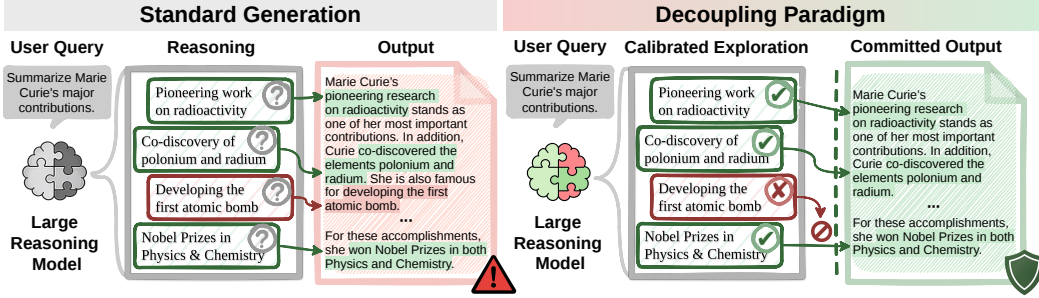 Standard Generation
User Query
Reasoning
Output
Summarize Marie
Curie's major
contributions.
Large
Reasoning
Model
Pioneering work
on radioactivity
?
Co-discovery of
polonium and radium
?
Developing the
first atomic bomb
?
Nobel Prizes in
Physics & Chemistry
?
Marie Curie's
pioneering research
on radioactivity stands as
one of her most important
contributions. In addition,
Curie co-discovered the
elements polonium and
radium. She is also famous
for developing the first
atomic bomb.
...
For these accomplishments,
she won Nobel Prizes in both
Physics and Chemistry.
!
Decoupling Paradigm
User Query
Calibrated Exploration
Committed Output
Summarize Marie
Curie's major
contributions.
Large
Reasoning
Model
Pioneering work
on radioactivity
Co-discovery of
polonium and radium
Developing the
first atomic bomb
Nobel Prizes in
Physics & Chemistry
Marie Curie's
pioneering research
on radioactivity stands as
one of her most important
contributions. In addition,
Curie co-discovered the
elements polonium and
radium.
...
For these accomplishments,
she won Nobel Prizes in both
Physics and Chemistry.